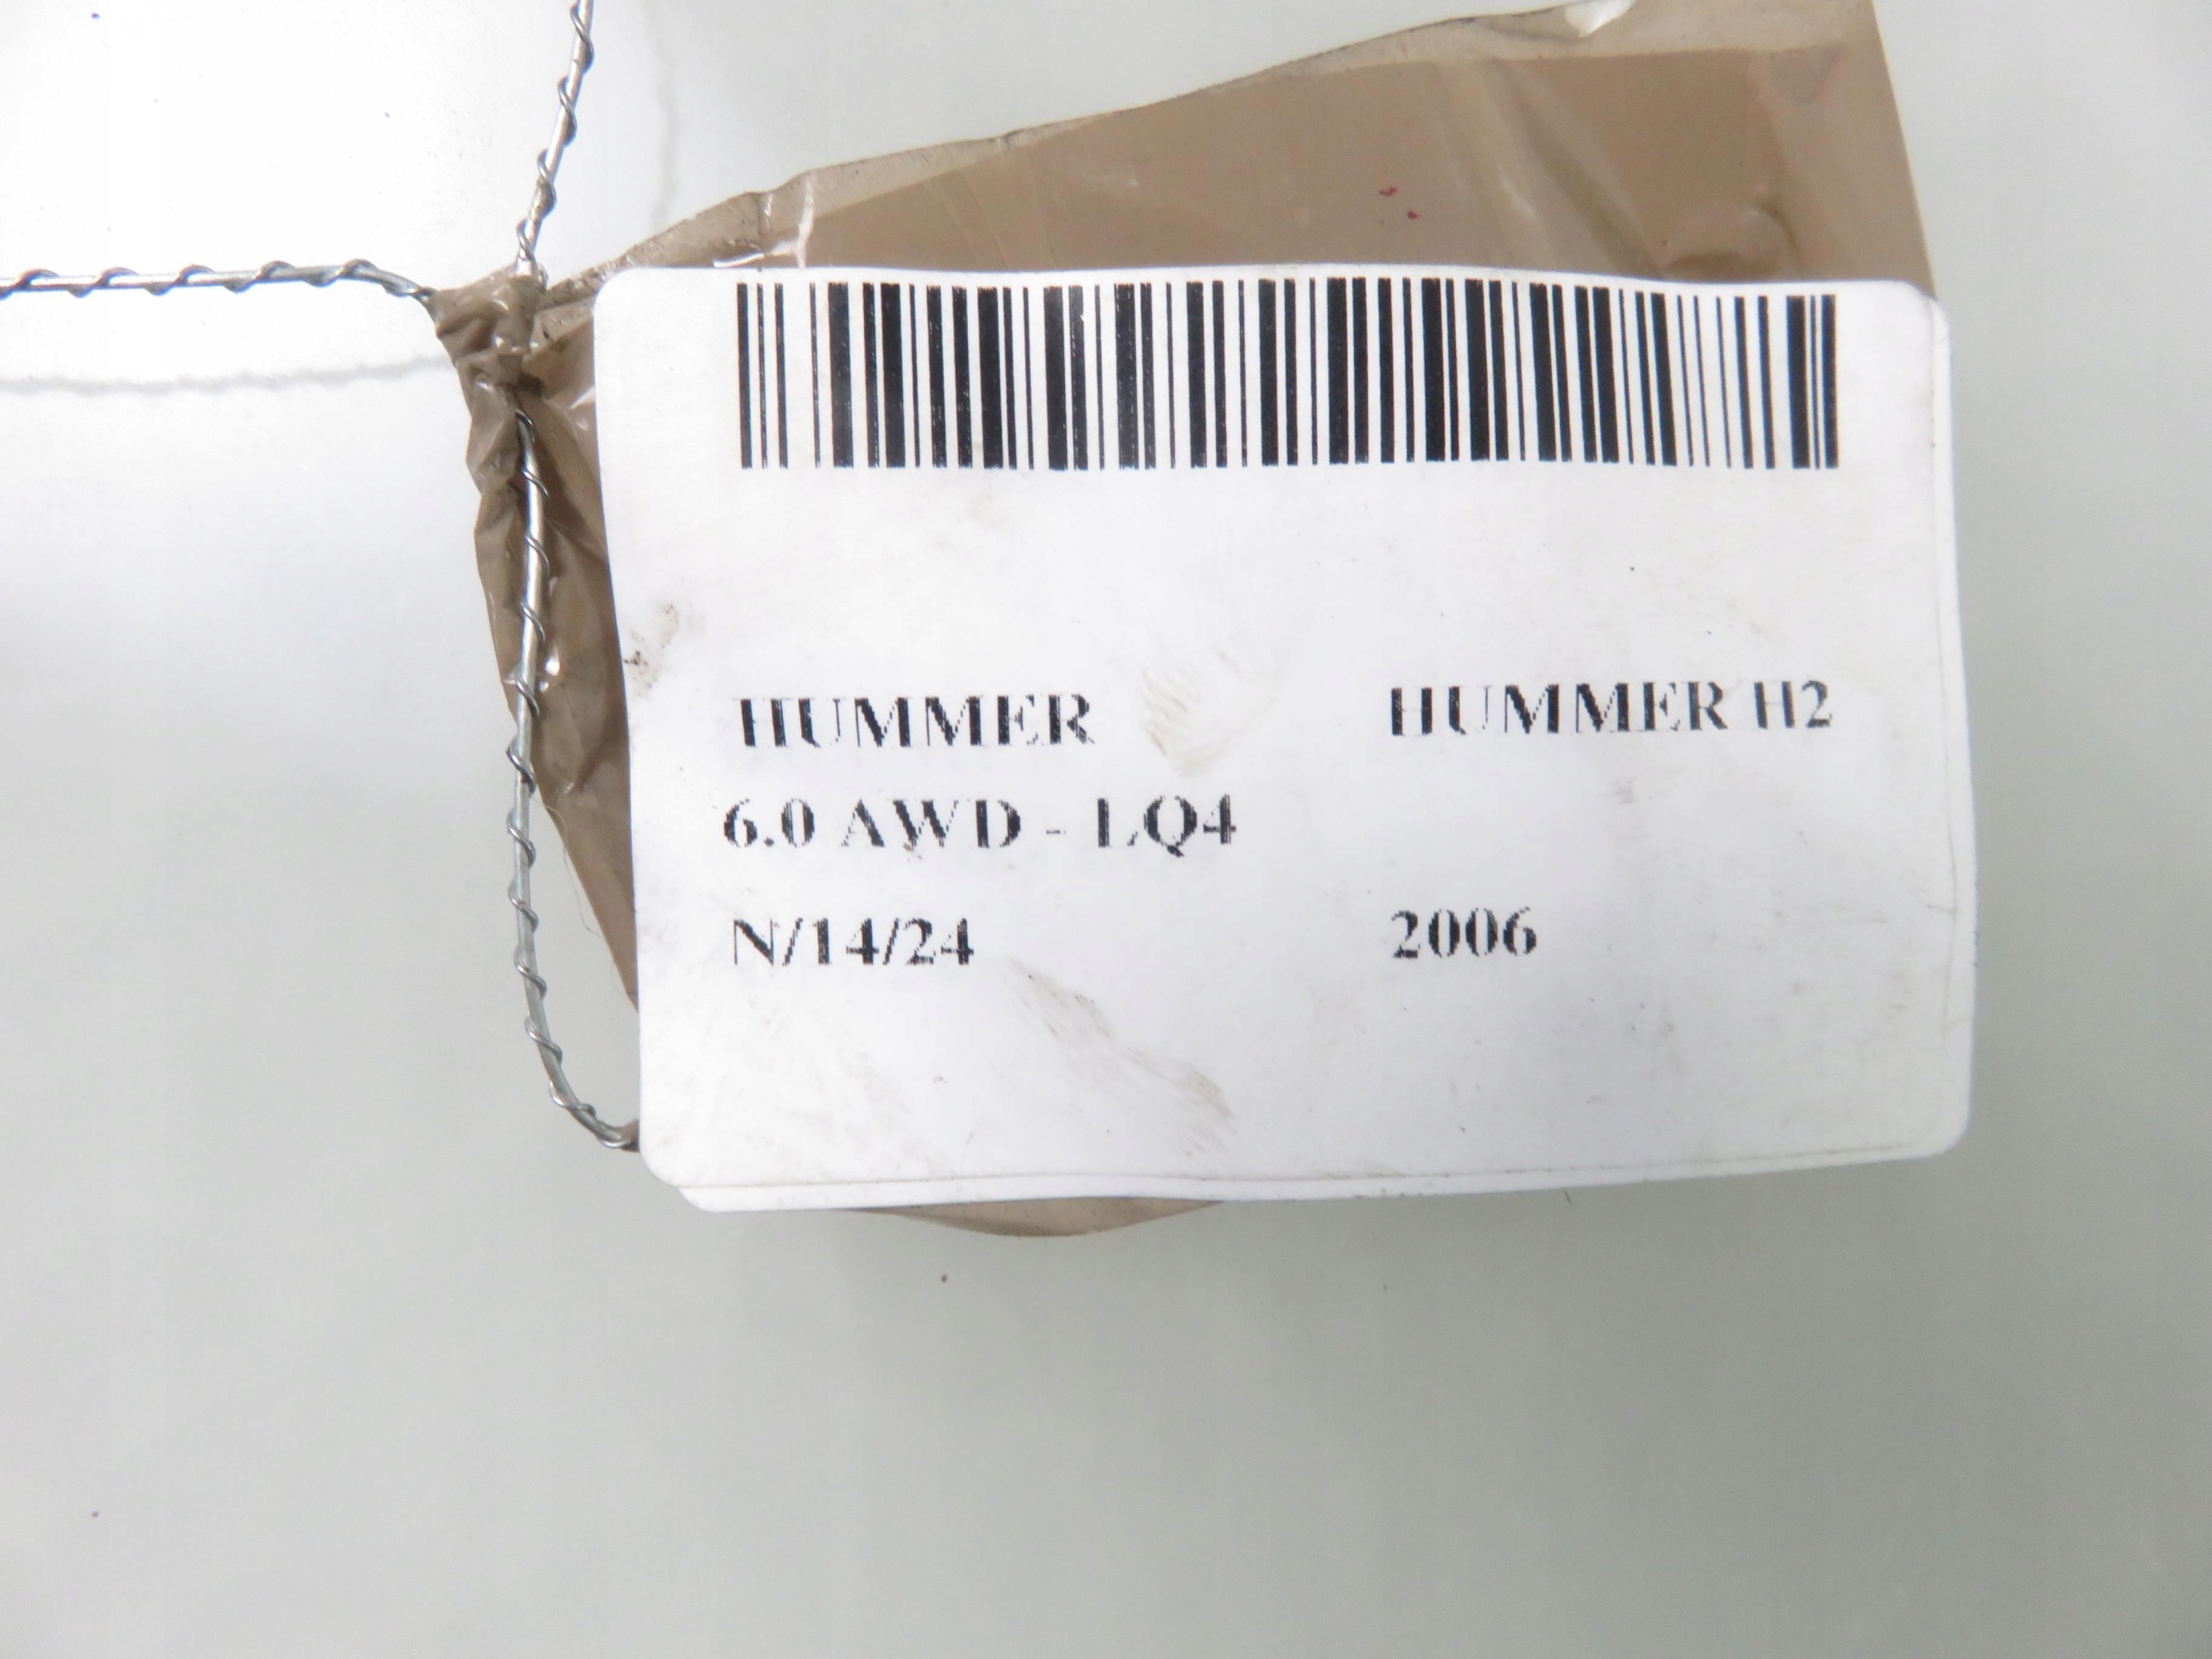 HUMMER HUMMER H2
6.0 AWD - LQ4
N/14/24 2006